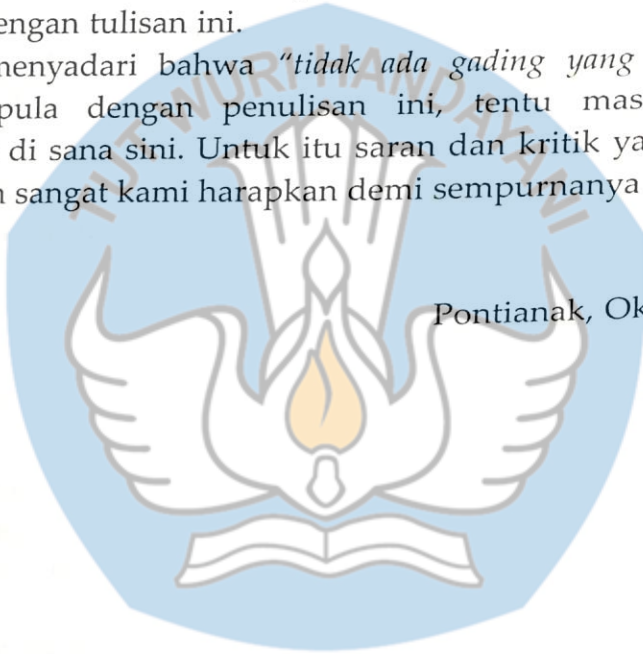 engan tulisan ini.
menyadari bahwa "tidak ada gading yang
pula dengan penulisan ini, tentu mas
di sana sini. Untuk itu saran dan kritik ya
sangat kami harapkan demi sempurnanya
Pontianak, Ok
TUT WURI HANDAYANI